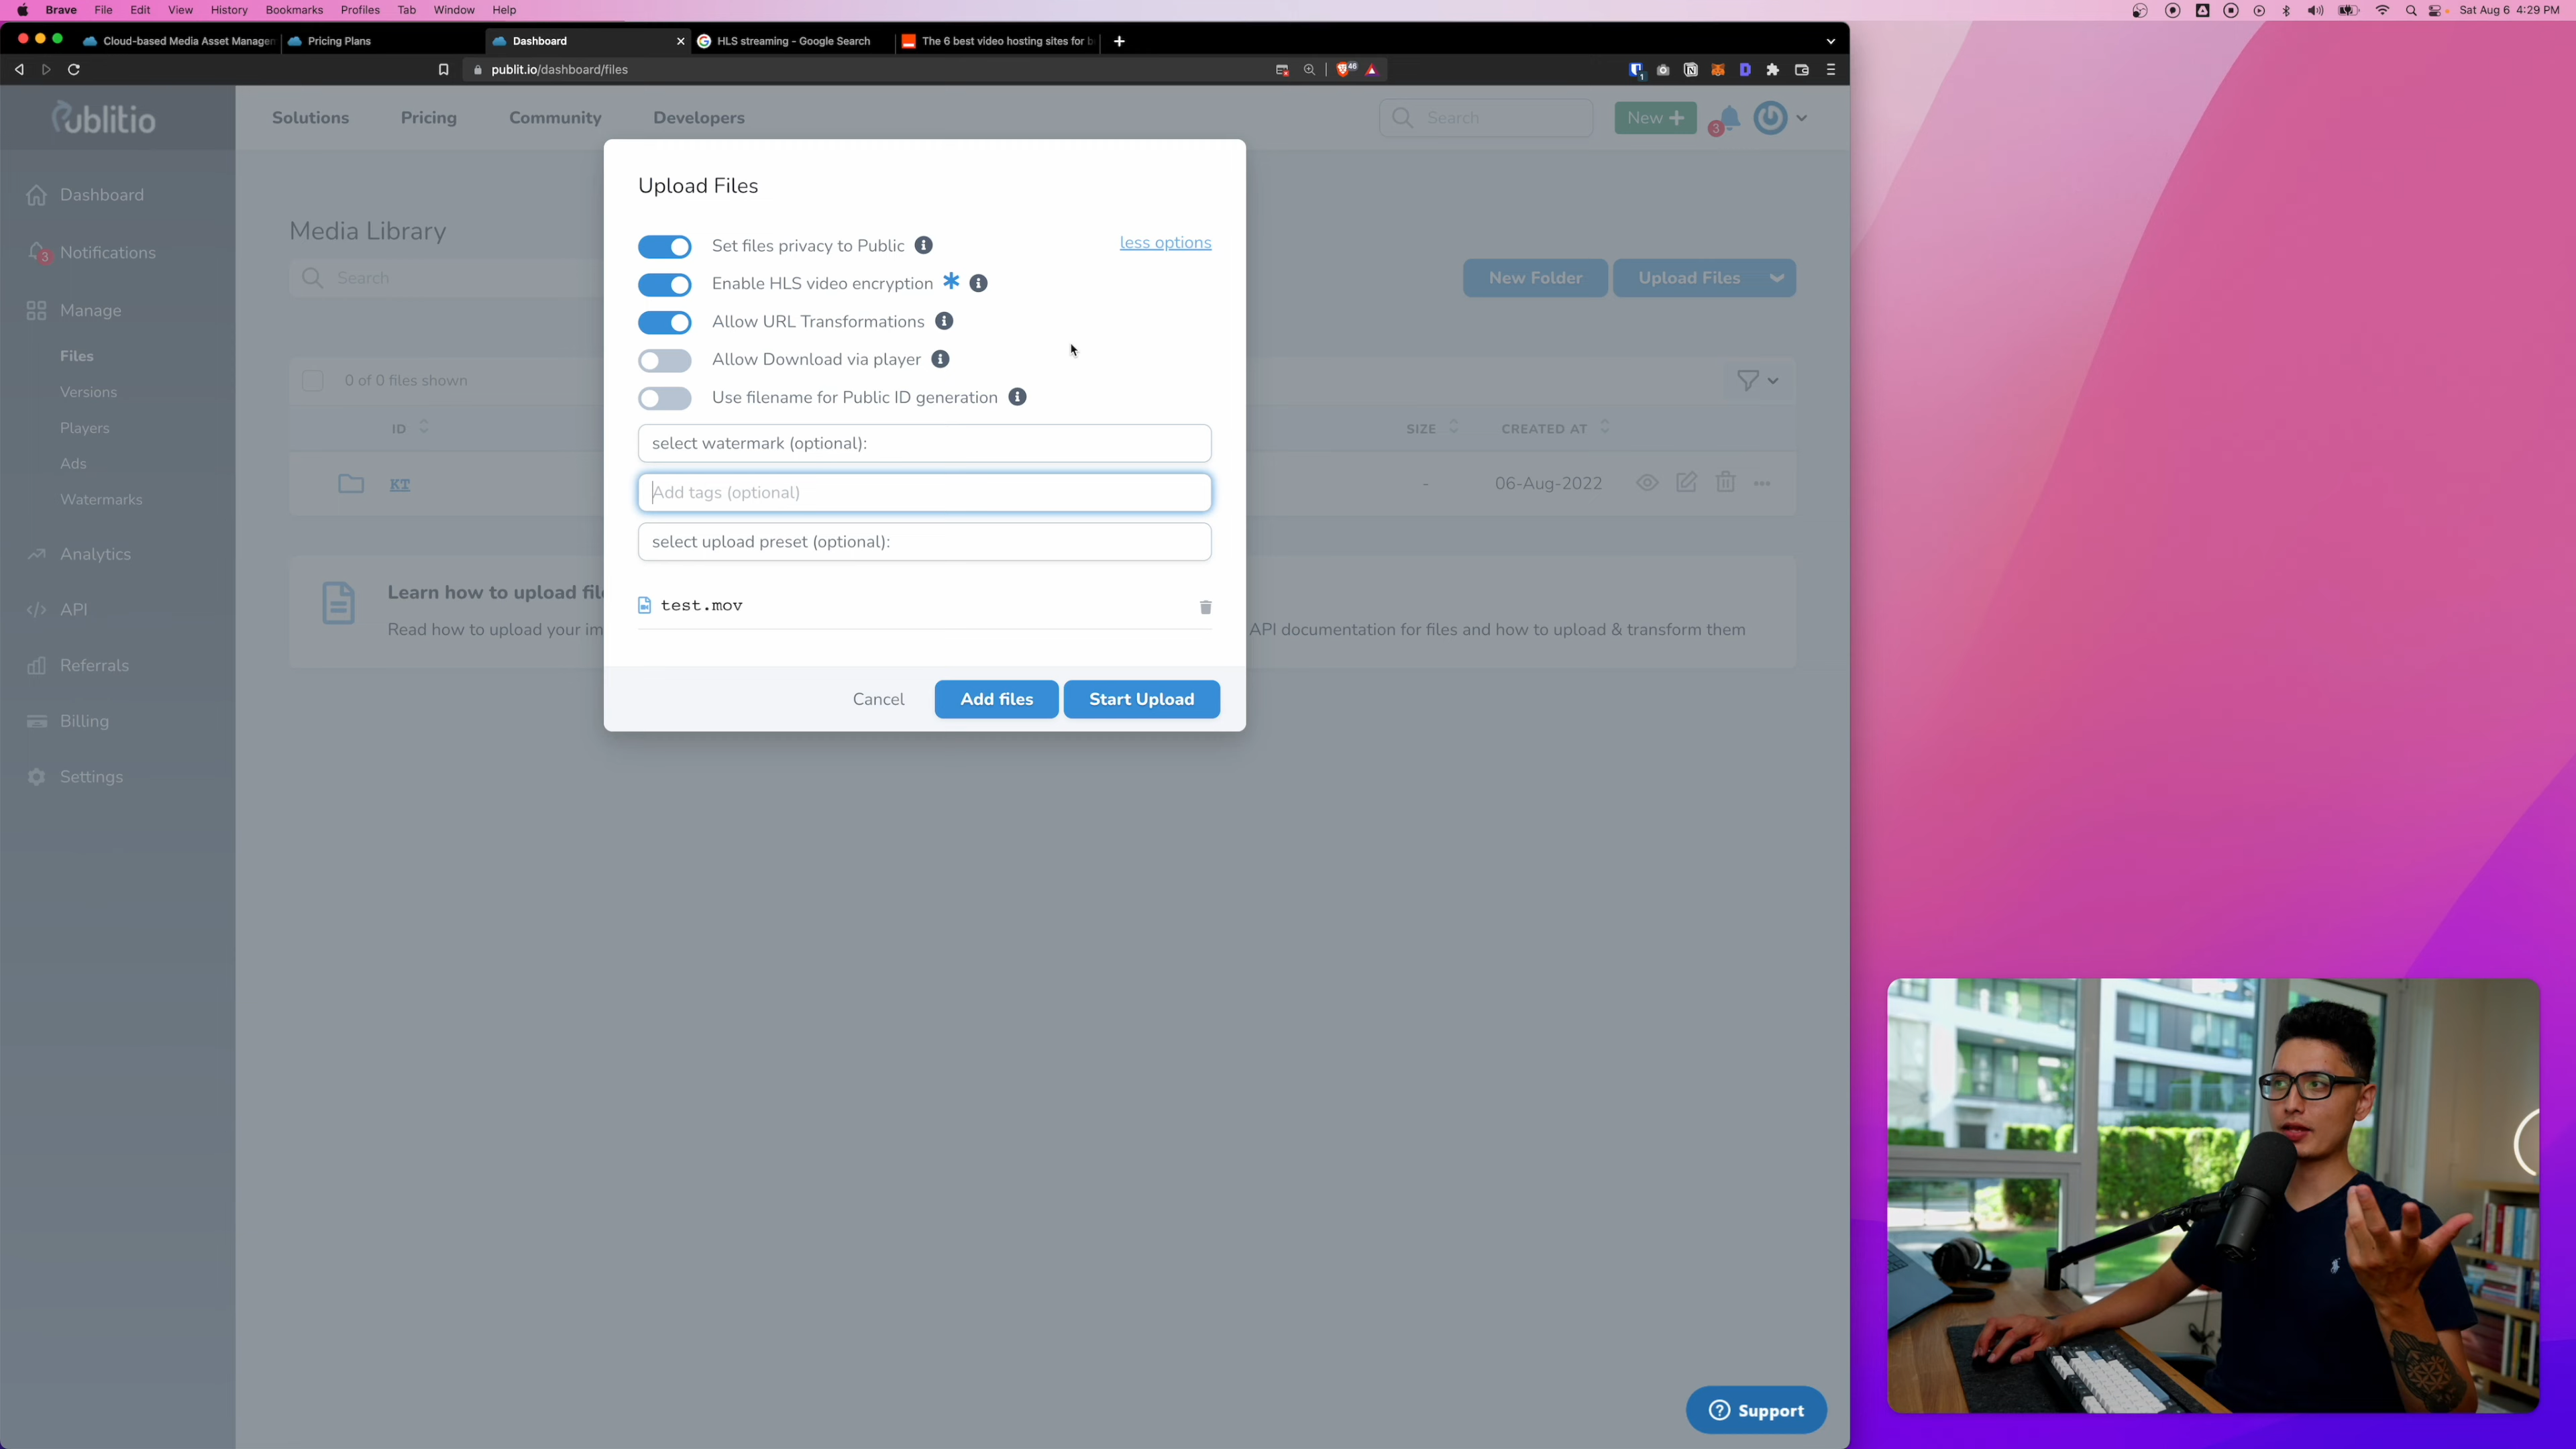 Brave File Edit View History Bookmarks Profiles Tab Window Help
Sat Aug 6 4:29 PM
Cloud-based Media Asset Managem
Pricing Plans
Dashboard
HLS streaming - Google Search
The 6 best video hosting sites for b
publit.io/dashboard/files
46
1
Publitio
Solutions
Pricing
Community
Developers
Search
New +
3
Dashboard
Notifications
3
Manage
Files
Versions
Players
Ads
Watermarks
Analytics
API
Referrals
Billing
Settings
Media Library
Search
New Folder
Upload Files
0 of 0 files shown
ID
SIZE
CREATED AT
KT
-
06-Aug-2022
Learn how to upload file
Read how to upload your im
API documentation for files and how to upload & transform them
Upload Files
less options
Set files privacy to Public
Enable HLS video encryption *
Allow URL Transformations
Allow Download via player
Use filename for Public ID generation
select watermark (optional):
Add tags (optional)
select upload preset (optional):
test.mov
Cancel
Add files
Start Upload
Support